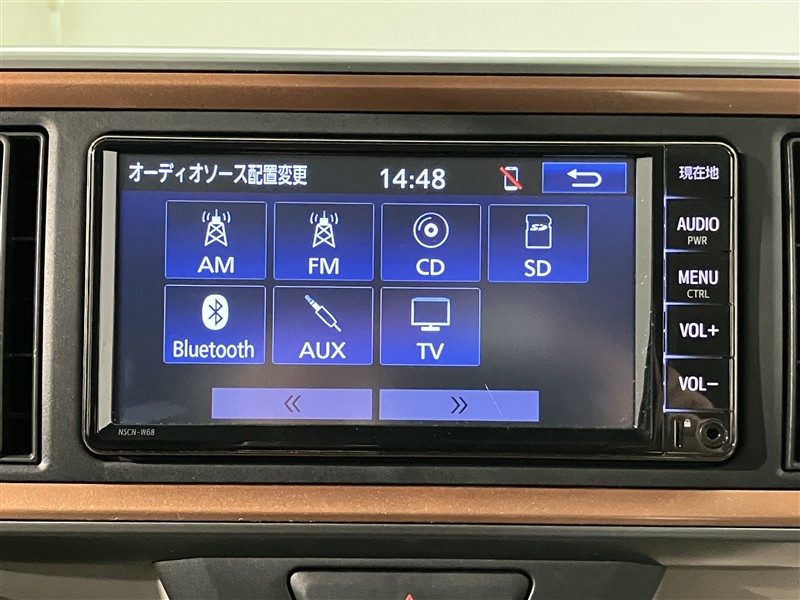 オーディオソース配置変更 14:48
現在地
AM FM CD SD
AUDIO
PWR
MENU
CTRL
Bluetooth AUX TV
VOL+
VOL-
NSCN-W68